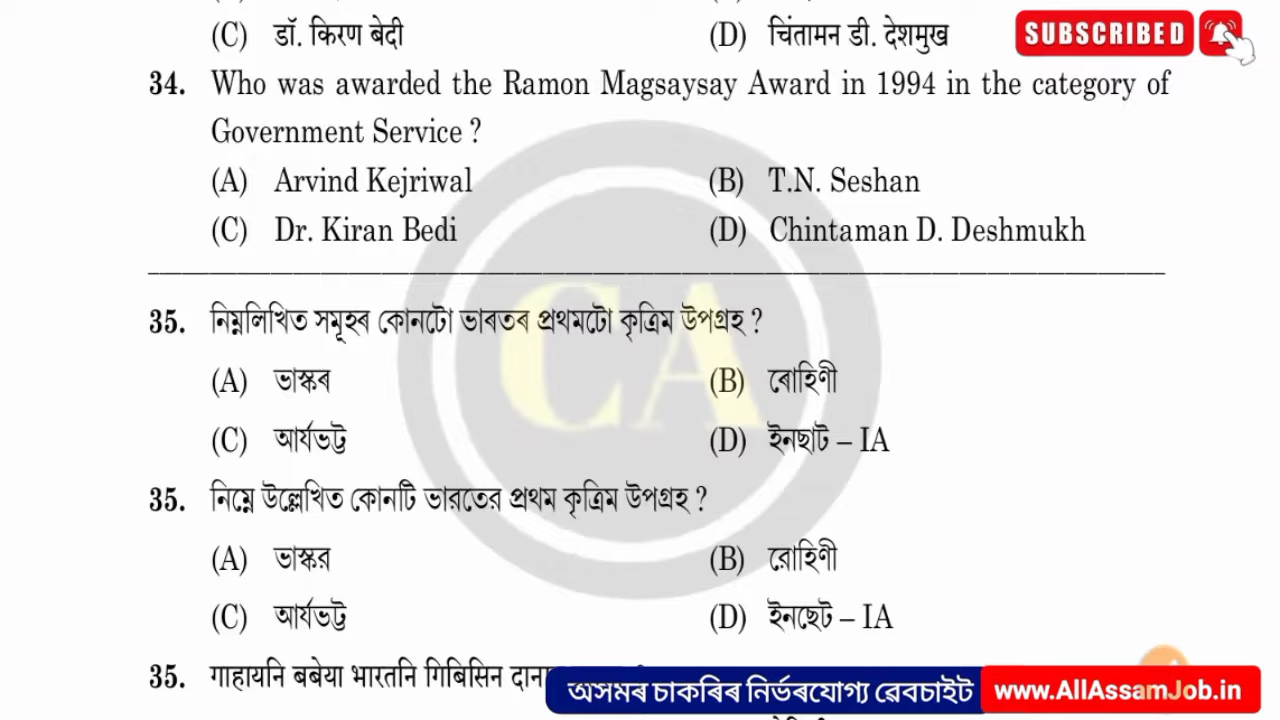 (C) डॉ. किरण बेदी (D) चिंतामन डी. देशमुख
SUBSCRIBED
34. Who was awarded the Ramon Magsaysay Award in 1994 in the category of
Government Service ?
(A) Arvind Kejriwal (B) T.N. Seshan
(C) Dr. Kiran Bedi (D) Chintaman D. Deshmukh
35. নিম্নলিখিত সমূহৰ কোনটো ভাৰতৰ প্ৰথমটো কৃত্ৰিম উপগ্ৰহ ?
(A) ভাস্কৰ (B) ৰোহিণী
(C) আৰ্যভট্ট (D) ইনছাট – IA
35. নিম্নে উল্লেখিত কোনটি ভারতের প্রথম কৃত্রিম উপগ্রহ ?
(A) ভাস্কর (B) রোহিণী
(C) আর্যভট্ট (D) ইনছেট – IA
35. गाहायनि बबेया भारतनि गिबिसिन
CA
অসমৰ চাকৰিৰ নিৰ্ভৰযোগ্য ৱেবচাইট www.AllAssamJob.in